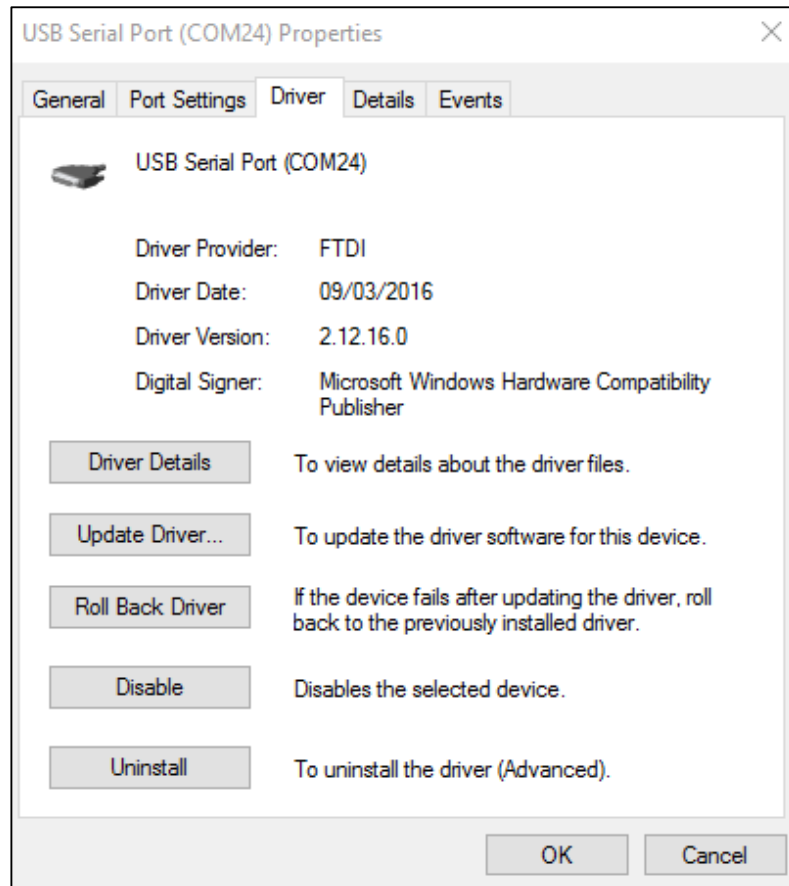 USB Serial Port (COM24) Properties
General Port Settings Driver Details Events
USB Serial Port (COM24)
Driver Provider: FTDI
Driver Date: 09/03/2016
Driver Version: 2.12.16.0
Digital Signer: Microsoft Windows Hardware Compatibility
Publisher
Driver Details To view details about the driver files.
Update Driver... To update the driver software for this device.
Roll Back Driver If the device fails after updating the driver, roll
back to the previously installed driver.
Disable Disables the selected device.
Uninstall To uninstall the driver (Advanced).
OK Cancel